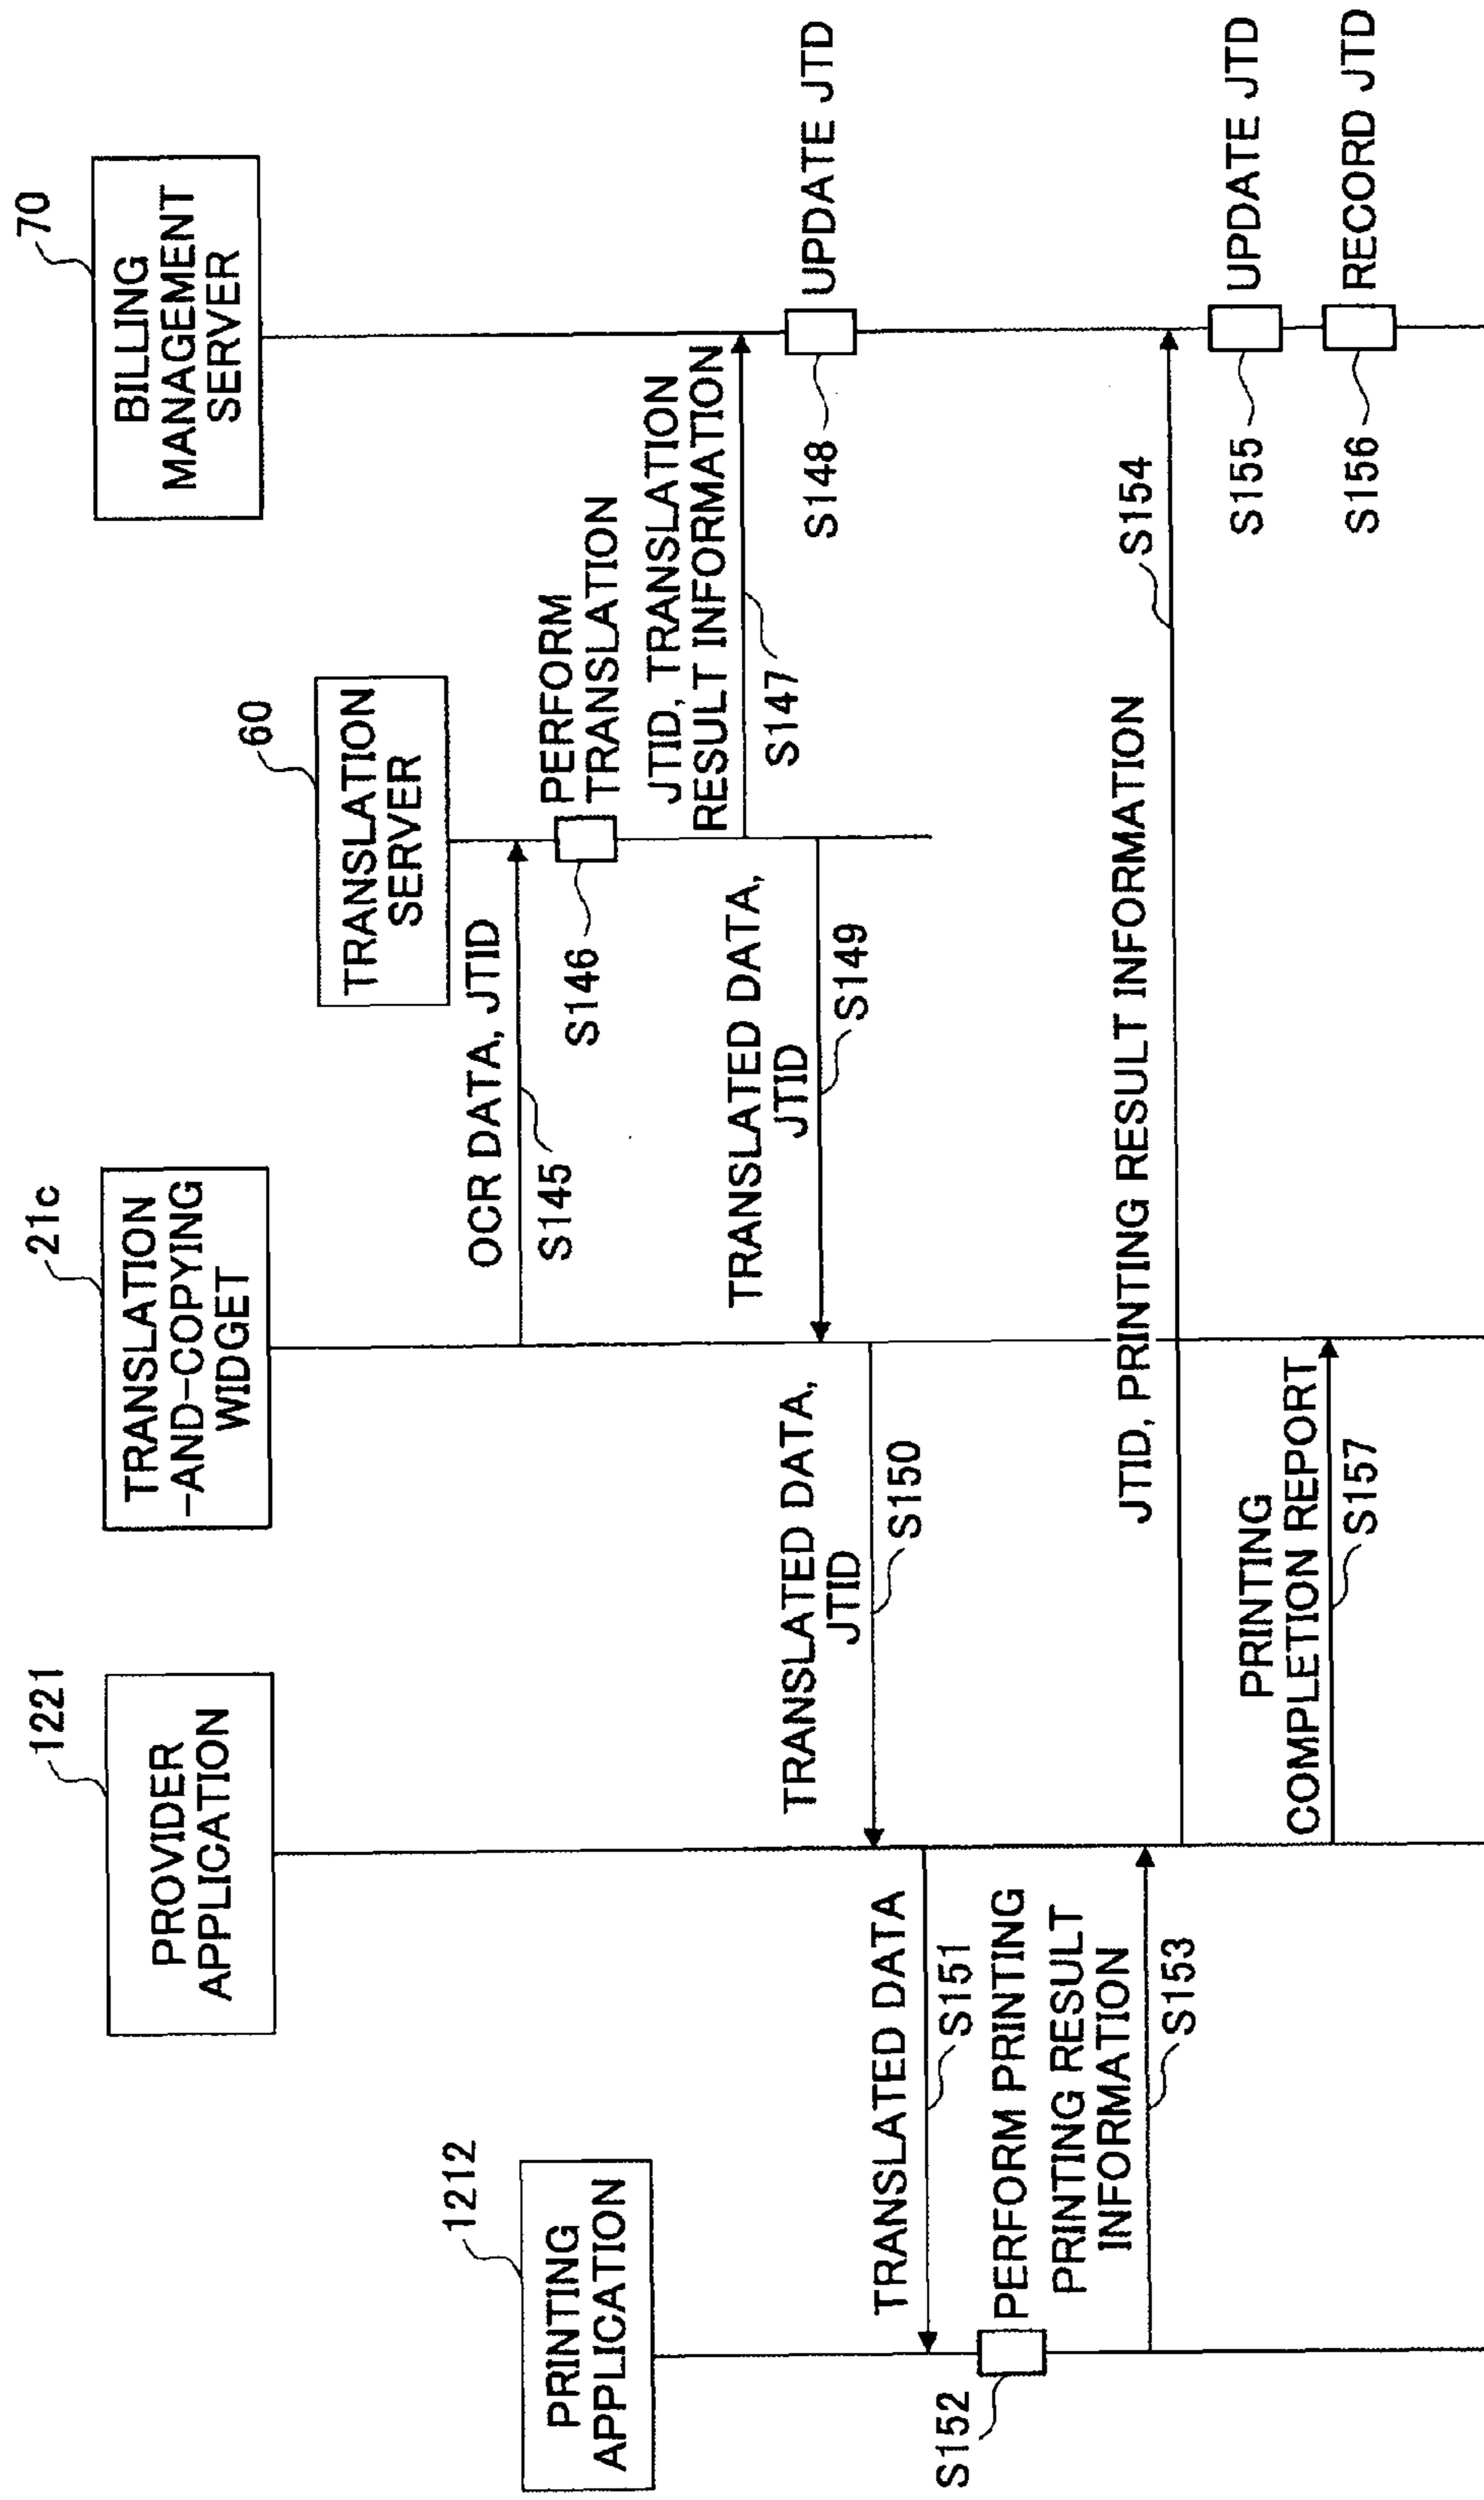 1212
PRINTING
APPLICATION
1221
PROVIDER
APPLICATION
21c
TRANSLATION
-AND-COPYING
WIDGET
60
TRANSLATION
SERVER
70
BILLING
MANAGEMENT
SERVER
OCR DATA, JTID
S145
PERFORM
TRANSLATION
S146
JTID, TRANSLATION
RESULT INFORMATION
S147
UPDATE JTD
S148
TRANSLATED DATA,
JTID
S149
TRANSLATED DATA,
JTID
S150
TRANSLATED DATA
S151
PERFORM PRINTING
S152
PRINTING RESULT
INFORMATION
S153
JTID, PRINTING RESULT INFORMATION
S154
UPDATE JTD
S155
RECORD JTD
S156
PRINTING
COMPLETION REPORT
S157